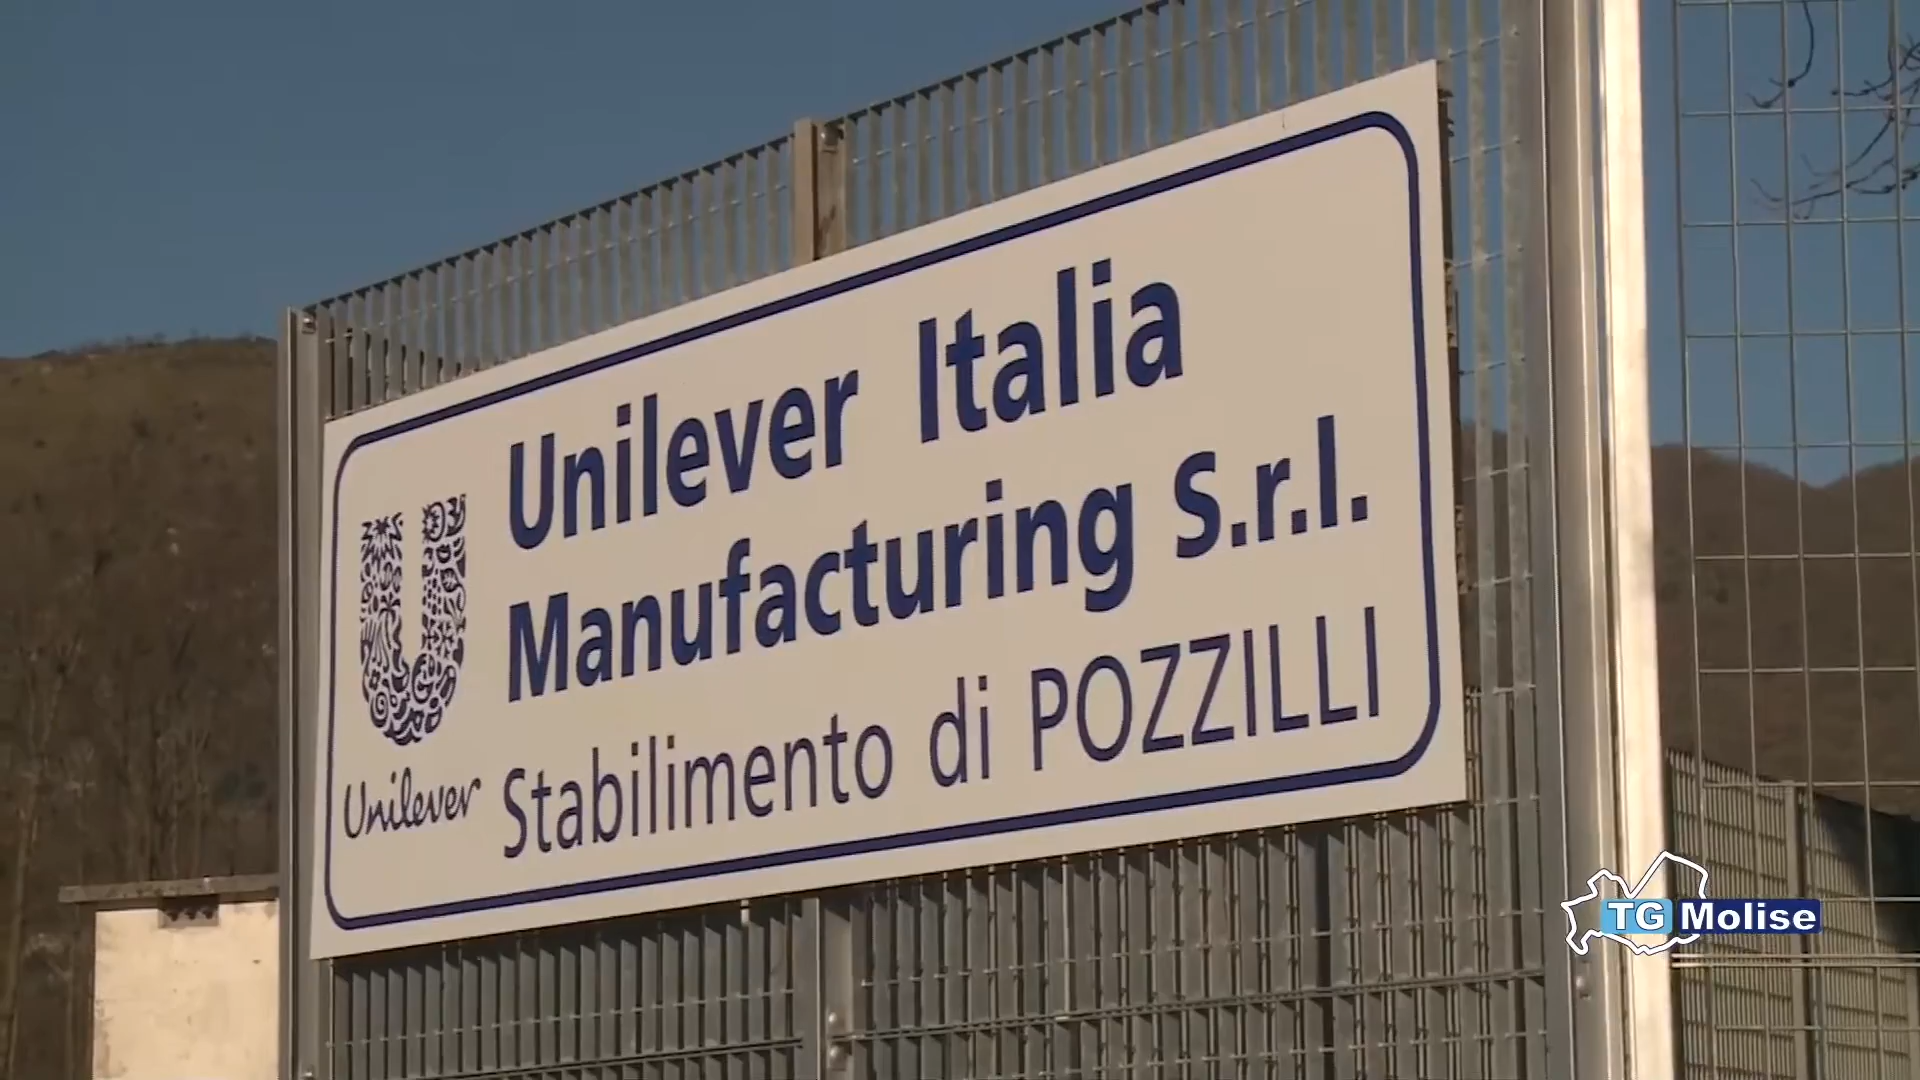 Unilever Italia
Manufacturing S.r.l.
Stabilimento di POZZILLI
Unilever
TG Molise